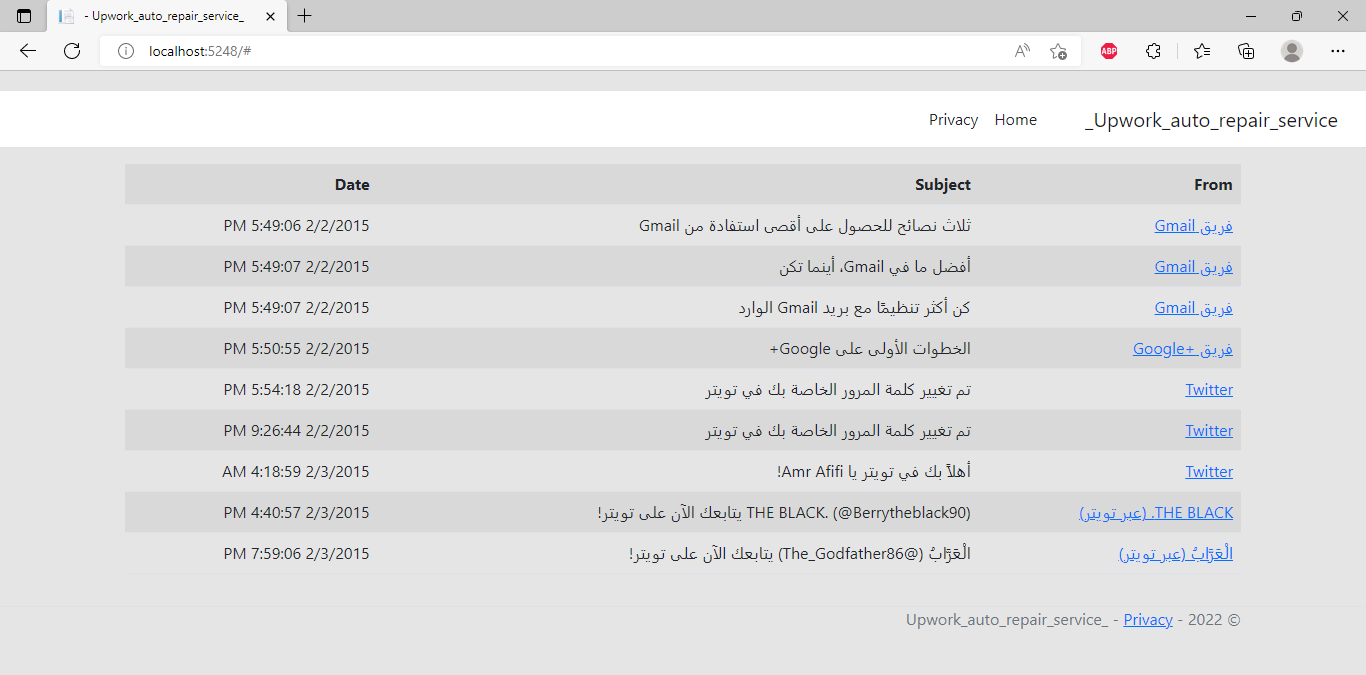 - Upwork_auto_repair_service_
localhost:5248/#
_Upwork_auto_repair_service Home Privacy
From Subject Date
فريق Gmail ثلاث نصائح للحصول على أقصى استفادة من Gmail 2/2/2015 5:49:06 PM
فريق Gmail أفضل ما في Gmail، أينما تكن 2/2/2015 5:49:07 PM
فريق Gmail كن أكثر تنظيمًا مع بريد Gmail الوارد 2/2/2015 5:49:07 PM
فريق Google+ الخطوات الأولى على Google+ 2/2/2015 5:50:55 PM
Twitter تم تغيير كلمة المرور الخاصة بك في تويتر 2/2/2015 5:54:18 PM
Twitter تم تغيير كلمة المرور الخاصة بك في تويتر 2/2/2015 9:26:44 PM
Twitter أهلاً بك في تويتر يا Amr Afifi! 2/3/2015 4:18:59 AM
THE BLACK. (عبر تويتر) THE BLACK. (@Berrytheblack90) يتابعك الآن على تويتر! 2/3/2015 4:40:57 PM
الْعَرَّابُ (عبر تويتر) الْعَرَّابُ (@The_Godfather86) يتابعك الآن على تويتر! 2/3/2015 7:59:06 PM
© 2022 - Privacy - Upwork_auto_repair_service_